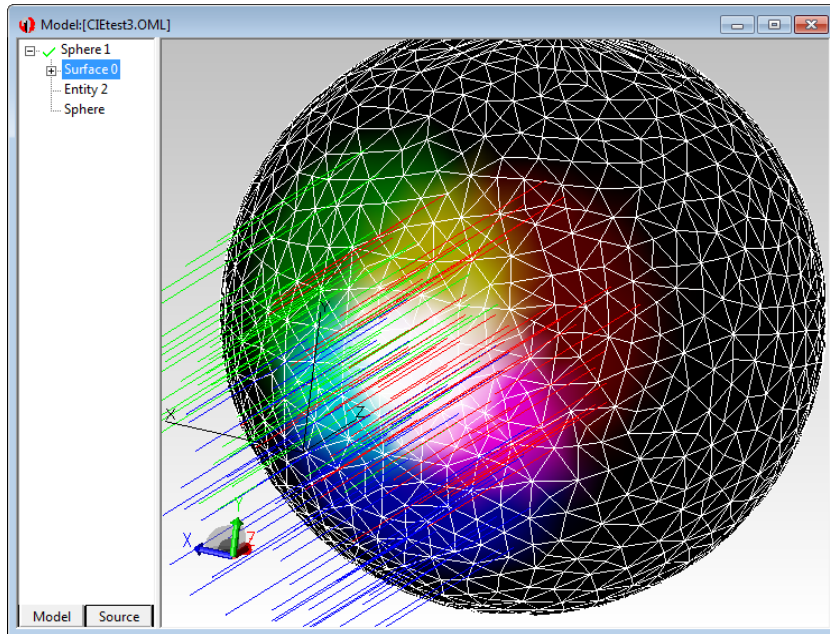 Model:[CIEtest3.OML]
Sphere 1
Surface 0
Entity 2
Sphere
Y
X
Z
Y
X
Z
Model
Source